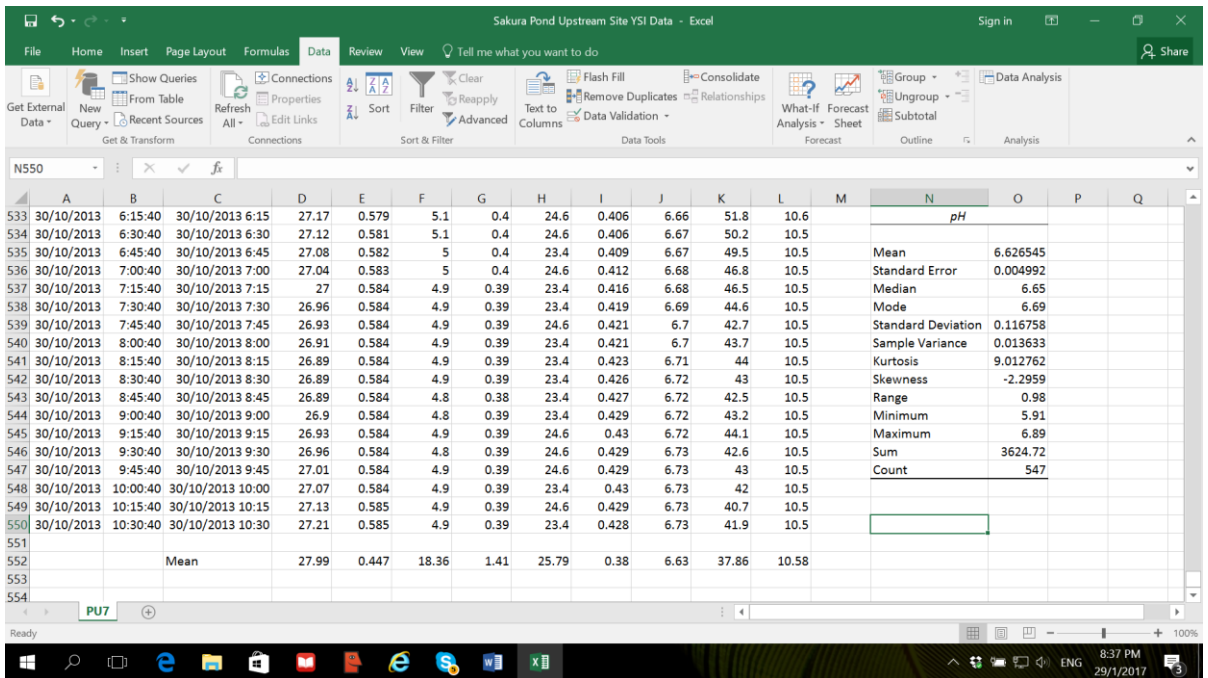 Sakura Pond Upstream Site YSI Data - Excel
Sign in
File Home Insert Page Layout Formulas Data Review View Tell me what you want to do Share
Get External Data
New Query
Show Queries
From Table
Recent Sources
Get & Transform
Refresh All
Connections
Properties
Edit Links
Connections
Sort
Filter
Clear
Reapply
Advanced
Sort & Filter
Text to Columns
Flash Fill
Remove Duplicates
Data Validation
Consolidate
Relationships
Data Tools
What-If Analysis
Forecast Sheet
Forecast
Group
Ungroup
Subtotal
Outline
Data Analysis
Analysis
N550 fx
A B C D E F G H I J K L M N O P Q
533 30/10/2013 6:15:40 30/10/2013 6:15 27.17 0.579 5.1 0.4 24.6 0.406 6.66 51.8 10.6 pH
534 30/10/2013 6:30:40 30/10/2013 6:30 27.12 0.581 5.1 0.4 24.6 0.406 6.67 50.2 10.5
535 30/10/2013 6:45:40 30/10/2013 6:45 27.08 0.582 5 0.4 23.4 0.409 6.67 49.5 10.5 Mean 6.626545
536 30/10/2013 7:00:40 30/10/2013 7:00 27.04 0.583 5 0.4 24.6 0.412 6.68 46.8 10.5 Standard Error 0.004992
537 30/10/2013 7:15:40 30/10/2013 7:15 27 0.584 4.9 0.39 23.4 0.416 6.68 46.5 10.5 Median 6.65
538 30/10/2013 7:30:40 30/10/2013 7:30 26.96 0.584 4.9 0.39 23.4 0.419 6.69 44.6 10.5 Mode 6.69
539 30/10/2013 7:45:40 30/10/2013 7:45 26.93 0.584 4.9 0.39 24.6 0.421 6.7 42.7 10.5 Standard Deviation 0.116758
540 30/10/2013 8:00:40 30/10/2013 8:00 26.91 0.584 4.9 0.39 24.6 0.421 6.7 43.7 10.5 Sample Variance 0.013633
541 30/10/2013 8:15:40 30/10/2013 8:15 26.89 0.584 4.9 0.39 23.4 0.423 6.71 44 10.5 Kurtosis 9.012762
542 30/10/2013 8:30:40 30/10/2013 8:30 26.89 0.584 4.9 0.39 23.4 0.426 6.72 43 10.5 Skewness -2.2959
543 30/10/2013 8:45:40 30/10/2013 8:45 26.89 0.584 4.8 0.38 23.4 0.427 6.72 42.5 10.5 Range 0.98
544 30/10/2013 9:00:40 30/10/2013 9:00 26.9 0.584 4.8 0.39 23.4 0.429 6.72 43.2 10.5 Minimum 5.91
545 30/10/2013 9:15:40 30/10/2013 9:15 26.93 0.584 4.9 0.39 24.6 0.43 6.72 44.1 10.5 Maximum 6.89
546 30/10/2013 9:30:40 30/10/2013 9:30 26.96 0.584 4.8 0.39 24.6 0.429 6.73 42.6 10.5 Sum 3624.72
547 30/10/2013 9:45:40 30/10/2013 9:45 27.01 0.584 4.9 0.39 24.6 0.429 6.73 43 10.5 Count 547
548 30/10/2013 10:00:40 30/10/2013 10:00 27.07 0.584 4.9 0.39 23.4 0.43 6.73 42 10.5
549 30/10/2013 10:15:40 30/10/2013 10:15 27.13 0.585 4.9 0.39 24.6 0.429 6.73 40.7 10.5
550 30/10/2013 10:30:40 30/10/2013 10:30 27.21 0.585 4.9 0.39 23.4 0.428 6.73 41.9 10.5
551
552 Mean 27.99 0.447 18.36 1.41 25.79 0.38 6.63 37.86 10.58
553
554
PU7
Ready 100%
ENG 8:37 PM
29/1/2017